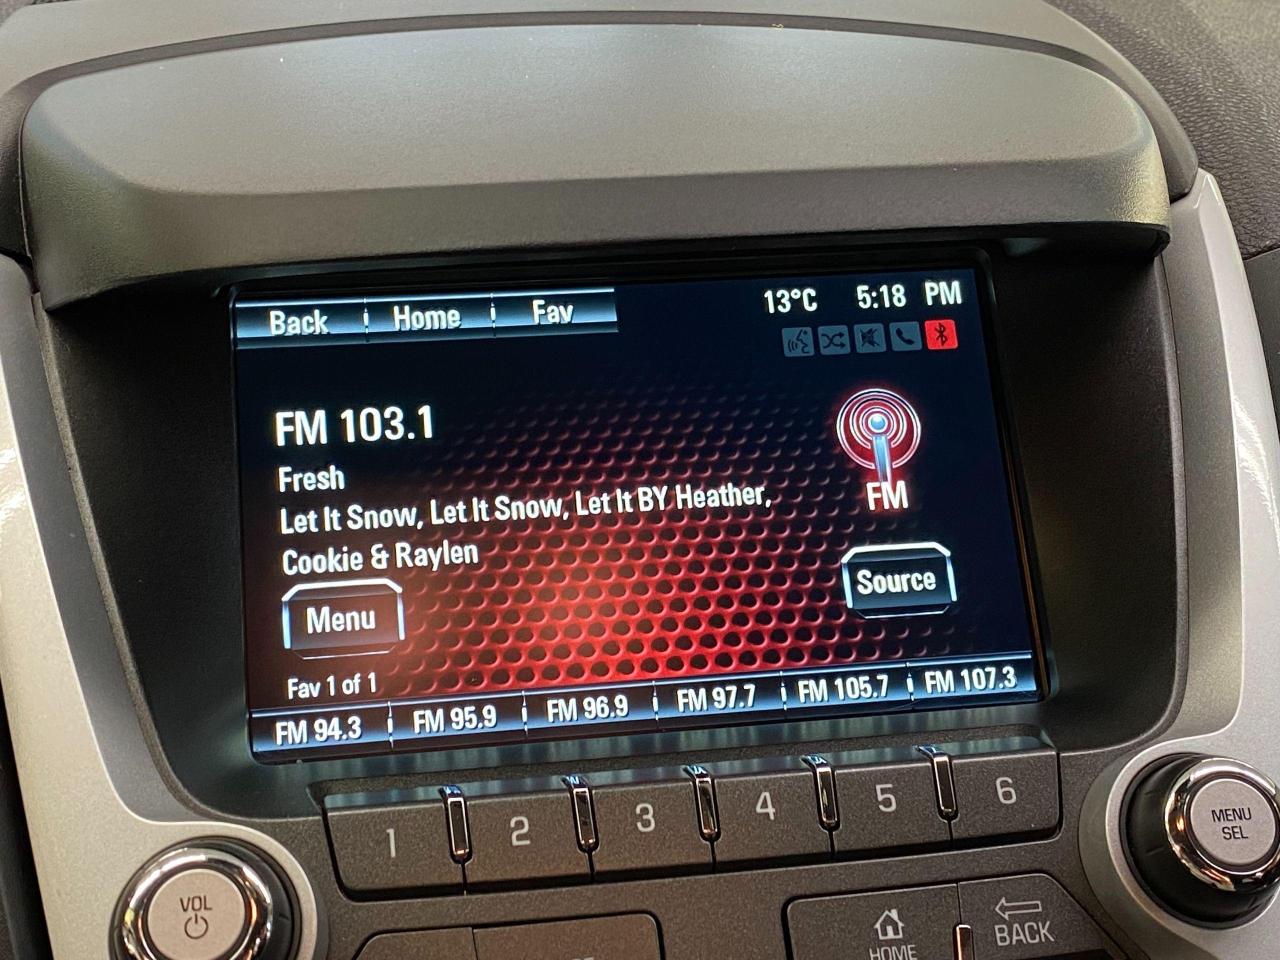 Back Home Fav 13°C 5:18 PM
FM 103.1
Fresh
Let It Snow, Let It Snow, Let It BY Heather,
Cookie & Raylen
FM
Menu
Source
Fav 1 of 1
FM 94.3 FM 95.9 FM 96.9 FM 97.7 FM 105.7 FM 107.3
1 2 3 4 5 6
VOL
MENU
SEL
HOME
BACK